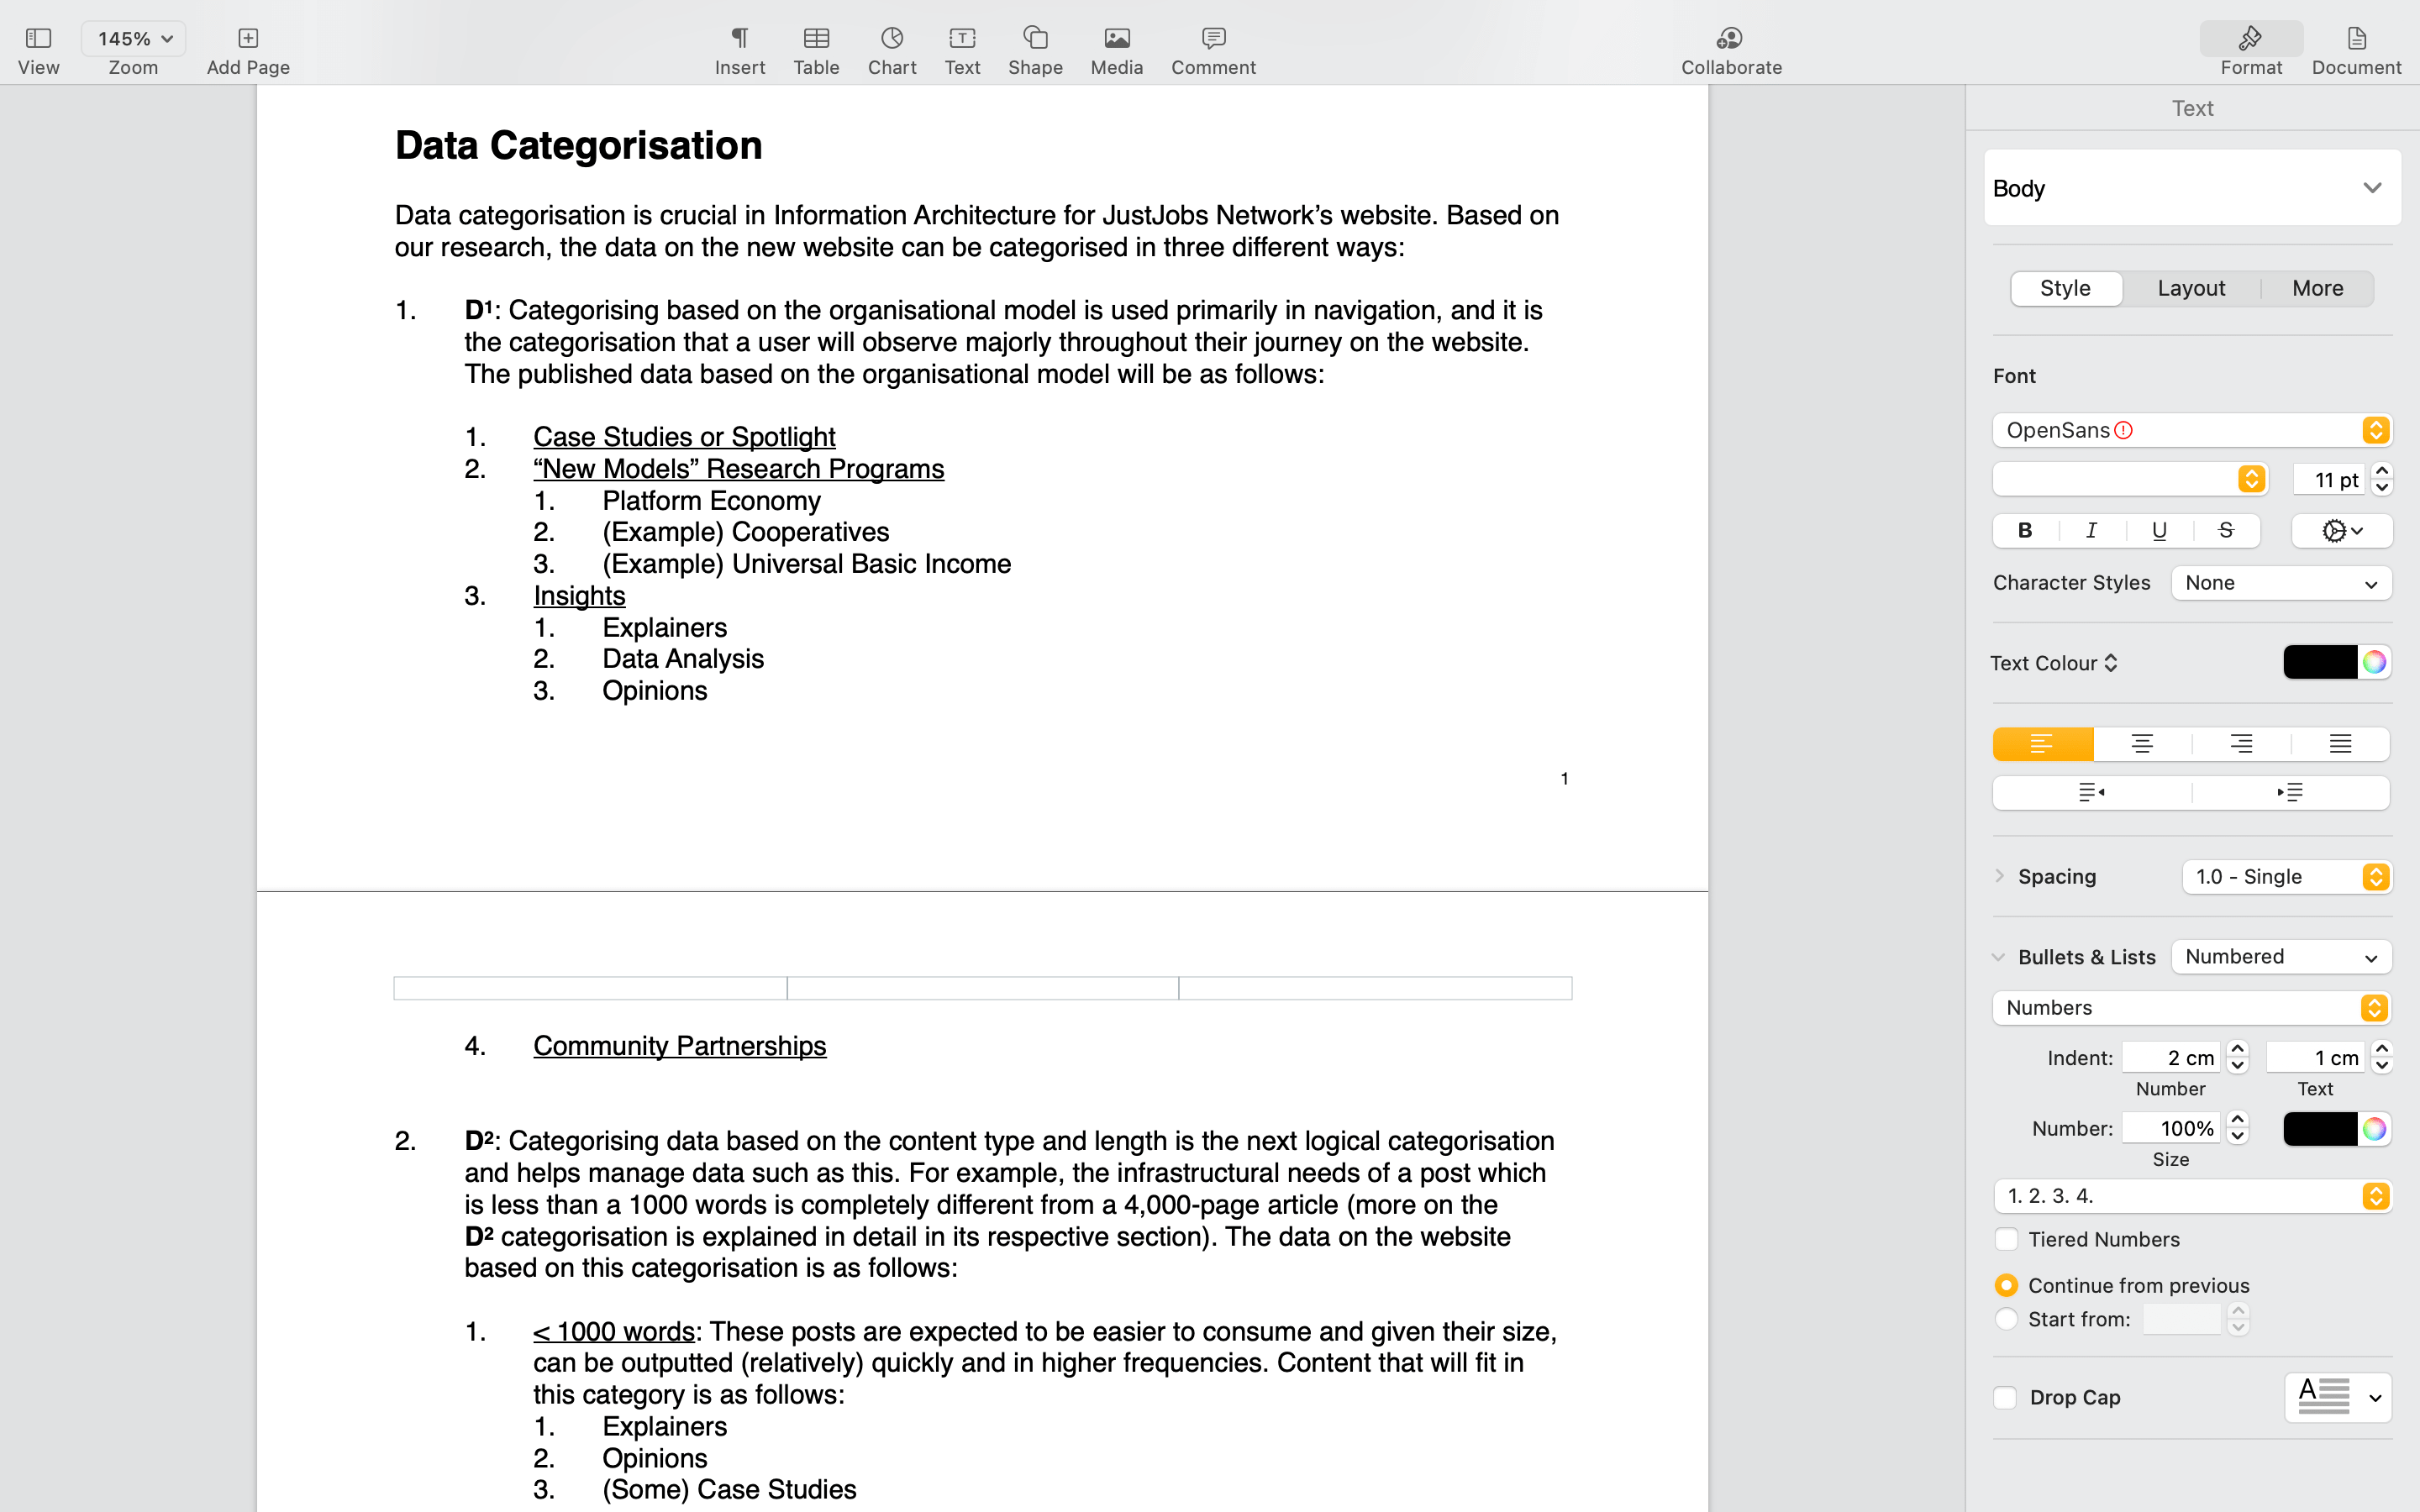 145%
View
Zoom
Add Page
Insert
Table
Chart
Text
Shape
Media
Comment
Collaborate
Format
Document
Data Categorisation
Data categorisation is crucial in Information Architecture for JustJobs Network’s website. Based on
our research, the data on the new website can be categorised in three different ways:
1. D¹: Categorising based on the organisational model is used primarily in navigation, and it is
the categorisation that a user will observe majorly throughout their journey on the website.
The published data based on the organisational model will be as follows:
1. Case Studies or Spotlight
2. “New Models” Research Programs
1. Platform Economy
2. (Example) Cooperatives
3. (Example) Universal Basic Income
3. Insights
1. Explainers
2. Data Analysis
3. Opinions
1
4. Community Partnerships
2. D²: Categorising data based on the content type and length is the next logical categorisation
and helps manage data such as this. For example, the infrastructural needs of a post which
is less than a 1000 words is completely different from a 4,000-page article (more on the
D² categorisation is explained in detail in its respective section). The data on the website
based on this categorisation is as follows:
1. < 1000 words: These posts are expected to be easier to consume and given their size,
can be outputted (relatively) quickly and in higher frequencies. Content that will fit in
this category is as follows:
1. Explainers
2. Opinions
3. (Some) Case Studies
Text
Body
Style
Layout
More
Font
OpenSans
11 pt
B I U S
Character Styles
None
Text Colour
Spacing
1.0 - Single
Bullets & Lists
Numbered
Numbers
Indent:
2 cm
1 cm
Number
Text
Number:
100%
Size
1. 2. 3. 4.
Tiered Numbers
Continue from previous
Start from:
Drop Cap
A